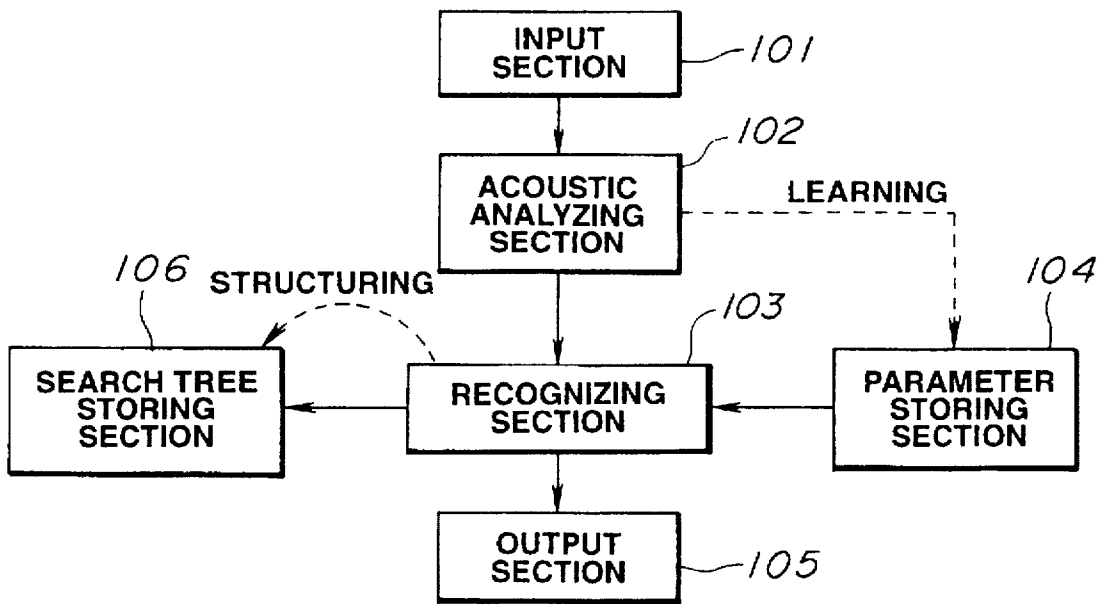 INPUT
SECTION
101
102
ACOUSTIC
ANALYZING
SECTION
LEARNING
106
STRUCTURING
103
104
SEARCH TREE
STORING
SECTION
RECOGNIZING
SECTION
PARAMETER
STORING
SECTION
OUTPUT
SECTION
105